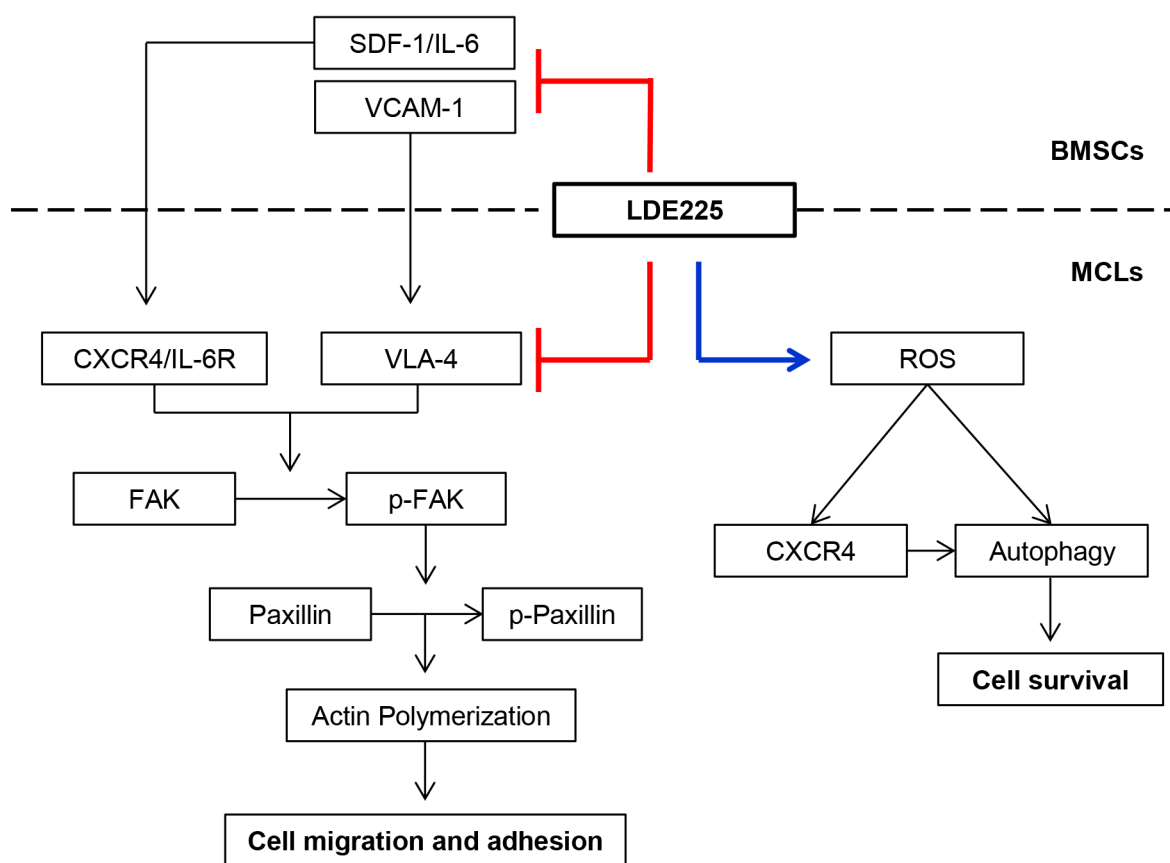 SDF-1/IL-6
VCAM-1
BMSCs
LDE225
MCLs
CXCR4/IL-6R
VLA-4
ROS
FAK
p-FAK
CXCR4
Autophagy
Paxillin
p-Paxillin
Cell survival
Actin Polymerization
Cell migration and adhesion